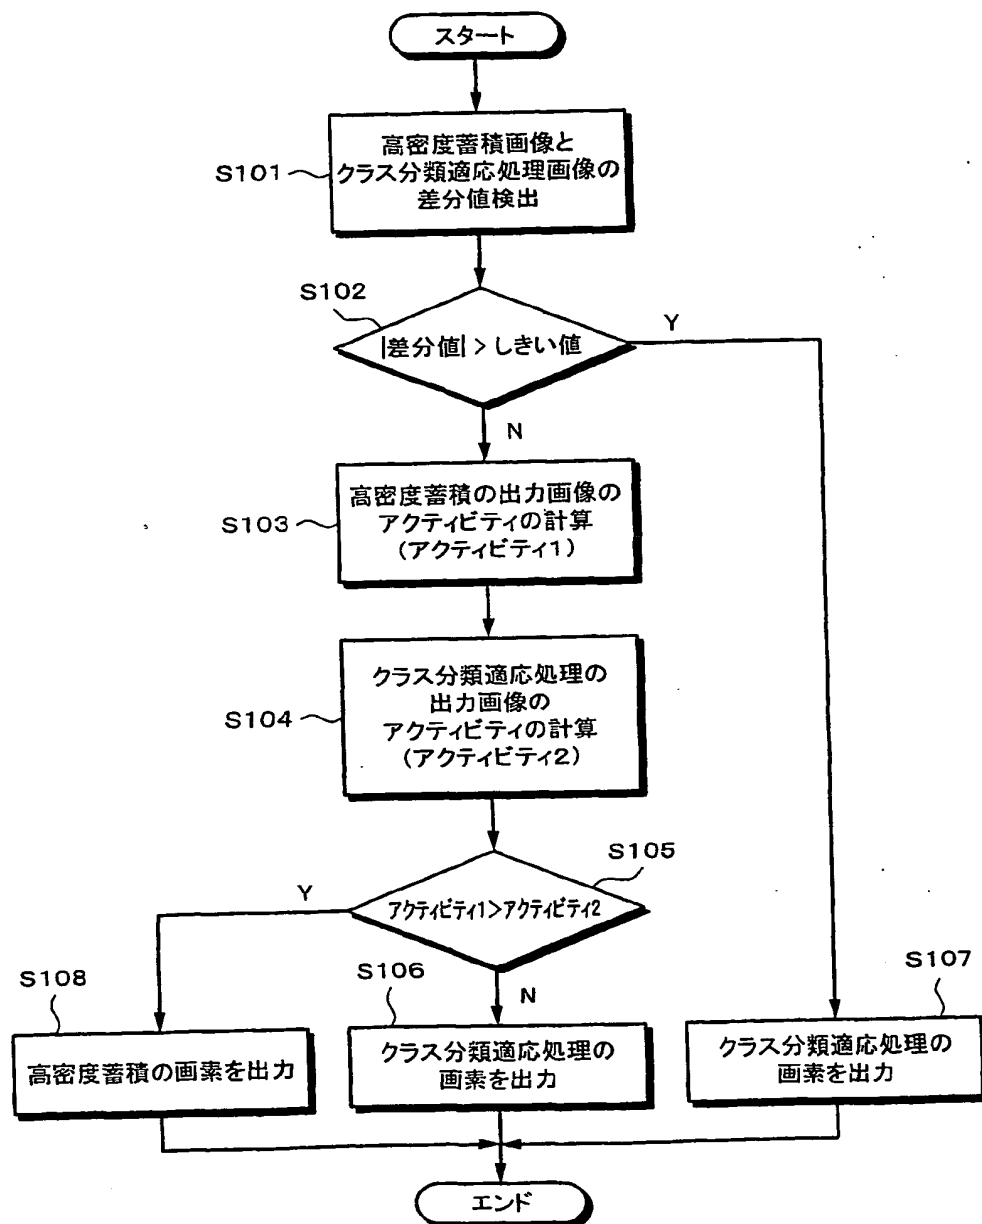 スタート
高密度蓄積画像と
クラス分類適応処理画像の
差分値検出
S101
S102
|差分値| > しきい値
Y
N
高密度蓄積の出力画像の
アクティビティの計算
(アクティビティ1)
S103
クラス分類適応処理の
出力画像の
アクティビティの計算
(アクティビティ2)
S104
S105
アクティビティ1>アクティビティ2
Y
N
S108
高密度蓄積の画素を出力
S106
クラス分類適応処理の
画素を出力
S107
クラス分類適応処理の
画素を出力
エンド